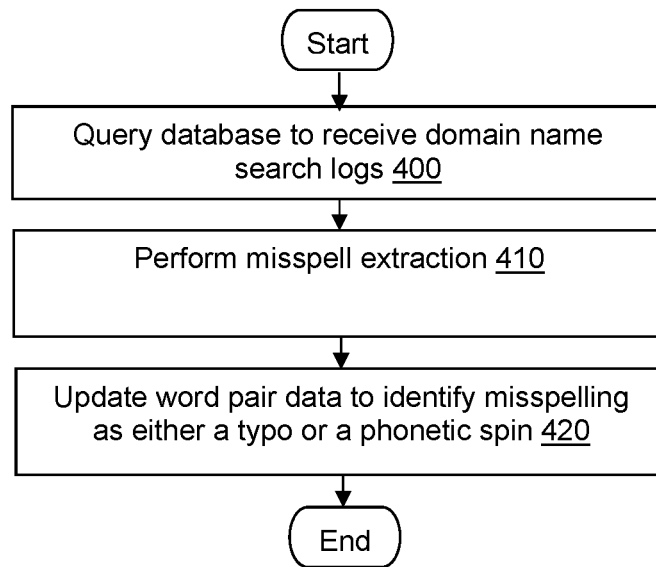 Start
Query database to receive domain name
search logs 400
Perform misspell extraction 410
Update word pair data to identify misspelling
as either a typo or a phonetic spin 420
End